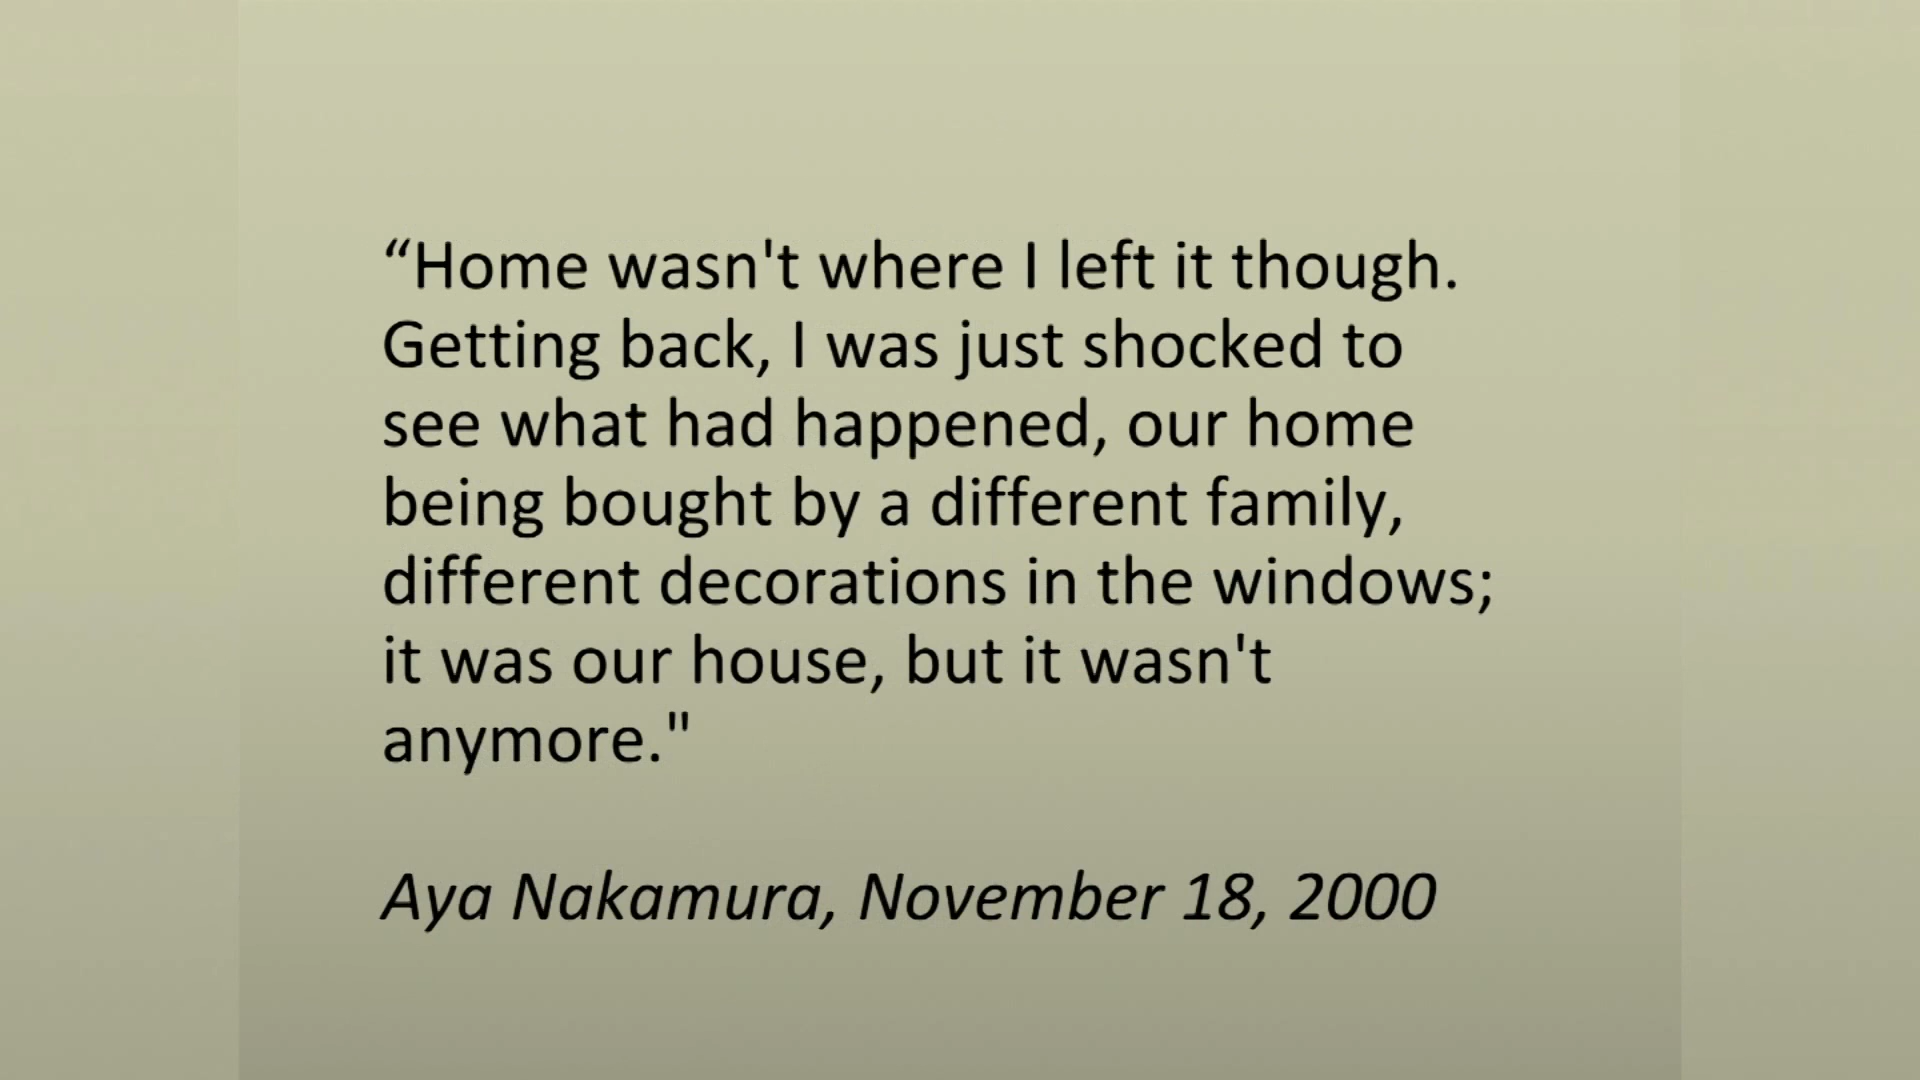 “Home wasn't where I left it though.
Getting back, I was just shocked to
see what had happened, our home
being bought by a different family,
different decorations in the windows;
it was our house, but it wasn't
anymore."
Aya Nakamura, November 18, 2000